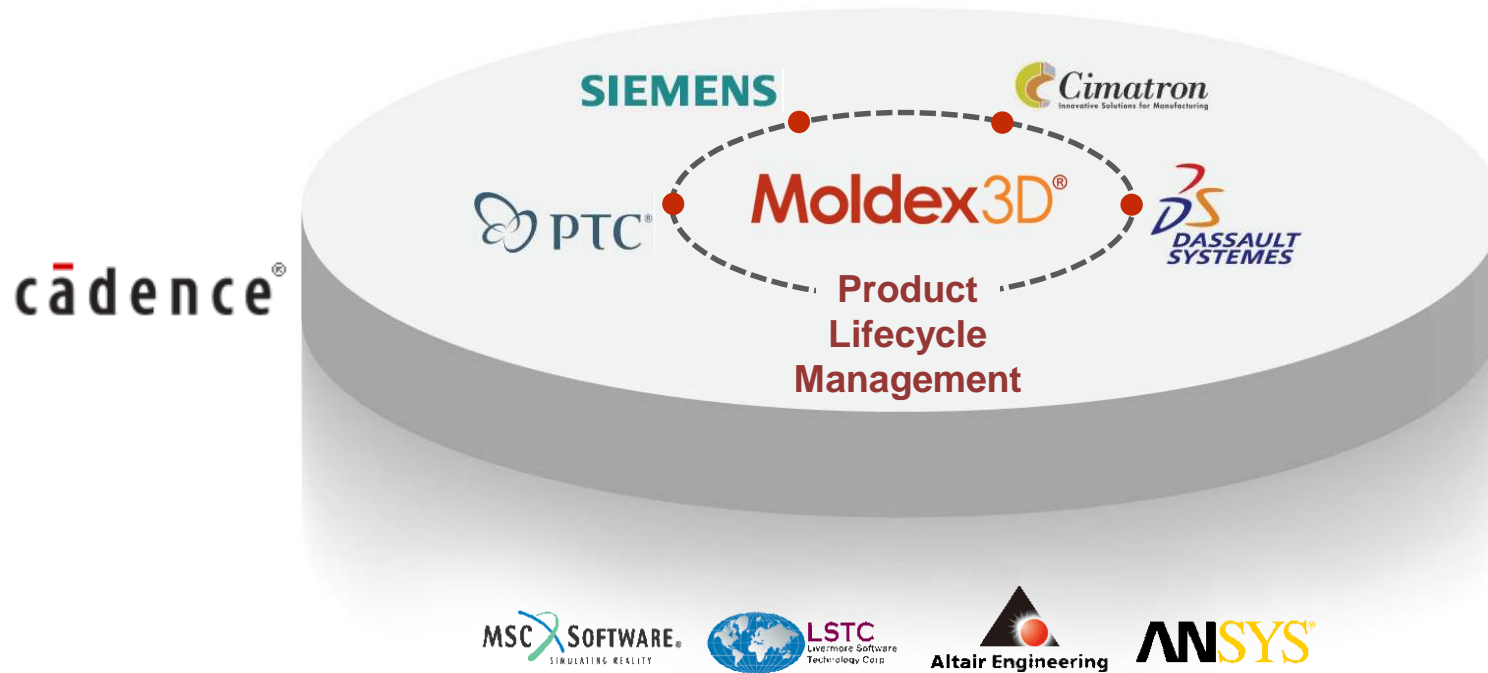 SIEMENS
Cimatron
Innovative Solutions for Manufacturing
PTC®
Moldex3D®
DASSAULT
SYSTEMES
cādence®
Product
Lifecycle
Management
MSC SOFTWARE®
SIMULATING REALITY
LSTC
Livermore Software
Technology Corp
Altair Engineering
ANSYS®